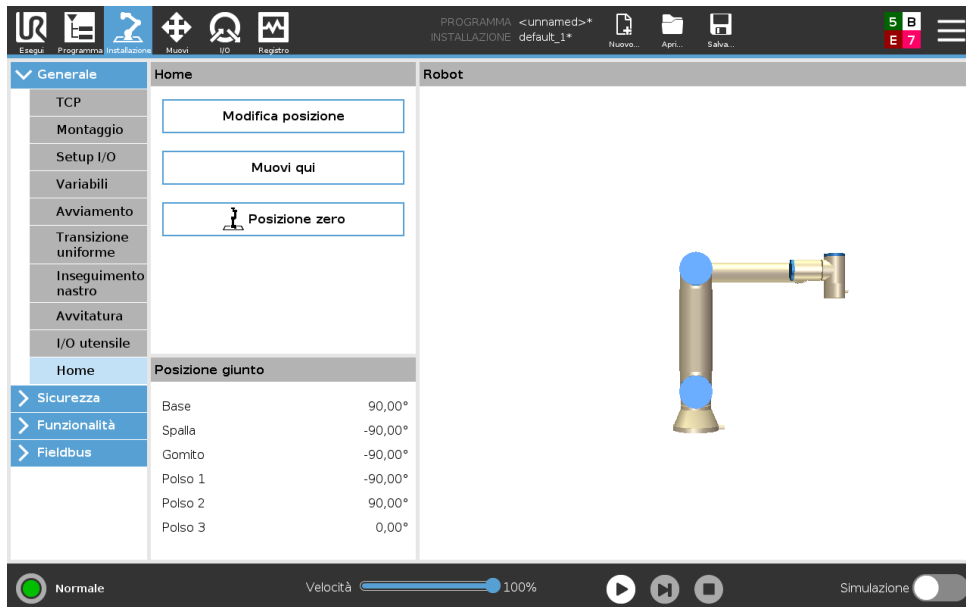 UR
PROGRAMMA <unnamed>*
INSTALLAZIONE default_1*
5 B
E 7
Esegui Programma Installazione Muovi I/O Registro Nuovo... Apri... Salva...
Generale
TCP
Montaggio
Setup I/O
Variabili
Avviamento
Transizione
uniforme
Inseguimento
nastro
Avvitatura
I/O utensile
Home
Sicurezza
Funzionalità
Fieldbus
Home
Modifica posizione
Muovi qui
Posizione zero
Posizione giunto
Base 90,00°
Spalla -90,00°
Gomito -90,00°
Polso 1 -90,00°
Polso 2 90,00°
Polso 3 0,00°
Robot
Normale Velocità 100% Simulazione